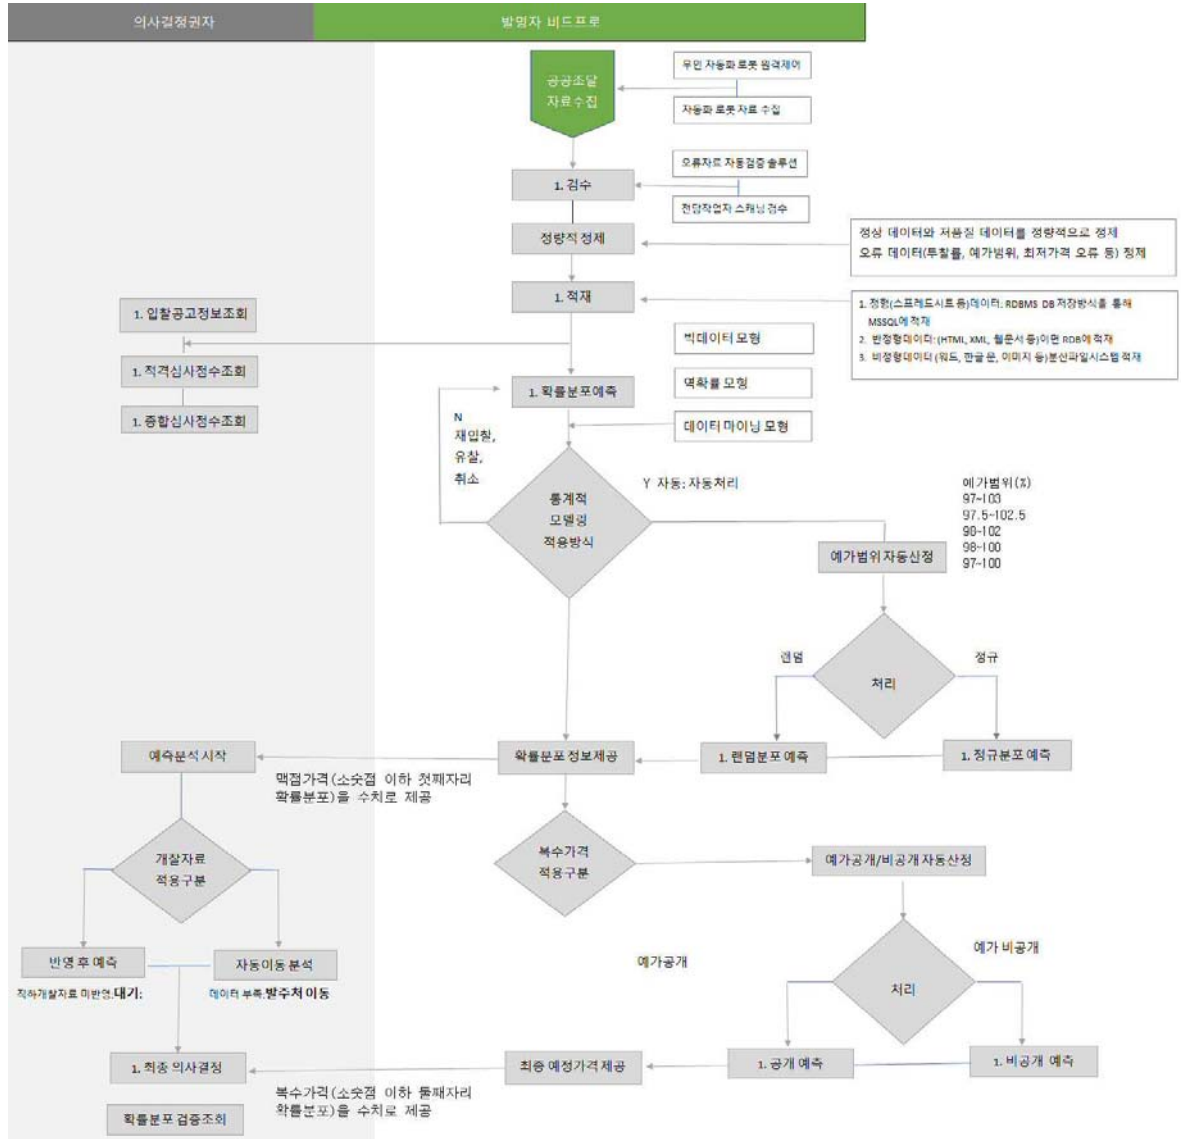 의사결정권자
발명자 비드프로
무인 자동화 로봇 원격제어
공공조달
자료수집
자동화 로봇 자료 수집
오류자료 자동검증 솔루션
1. 검수
전담작업자 스캐닝 검수
정량적 정제
정상 데이터와 저품질 데이터를 정량적으로 정제
오류 데이터(투찰률, 예가범위, 최저가격 오류 등) 정제
1. 적재
1. 정형(스프레드시트 등)데이터: RDBMS DB 저장방식을 통해
MSSQL에 적재
2. 반정형데이터: (HTML, XML, 웹문서 등)이면 RDB에 적재
3. 비정형데이터 (워드, 한글 문, 이미지 등)분산파일시스템 적재
1. 입찰공고정보조회
1. 적격심사점수조회
1. 종합심사점수조회
빅데이터 모형
역확률 모형
데이터 마이닝 모형
1. 확률분포예측
N
재입찰,
유찰,
취소
통계적
모델링
적용방식
Y 자동: 자동처리
예가범위(%)
97~103
97.5~102.5
98~102
98~100
97~100
예가범위 자동산정
랜덤
정규
처리
예측분석 시작
확률분포 정보제공
1. 랜덤분포 예측
1. 정규분포 예측
맥점가격(소숫점 이하 첫째자리
확률분포)을 수치로 제공
개찰자료
적용구분
복수가격
적용구분
예가공개/비공개 자동산정
반영 후 예측
자동이동 분석
직하개찰자료 미반영:대기;
데이터 부족:발주처 이동
예가공개
예가 비공개
처리
1. 최종 의사결정
최종 예정가격 제공
1. 공개 예측
1. 비공개 예측
복수가격(소숫점 이하 둘째자리
확률분포)을 수치로 제공
확률분포 검증조회